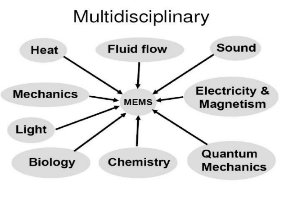 Multidisciplinary
Heat
Fluid flow
Sound
Mechanics
MEMS
Electricity &
Magnetism
Light
Biology
Chemistry
Quantum
Mechanics